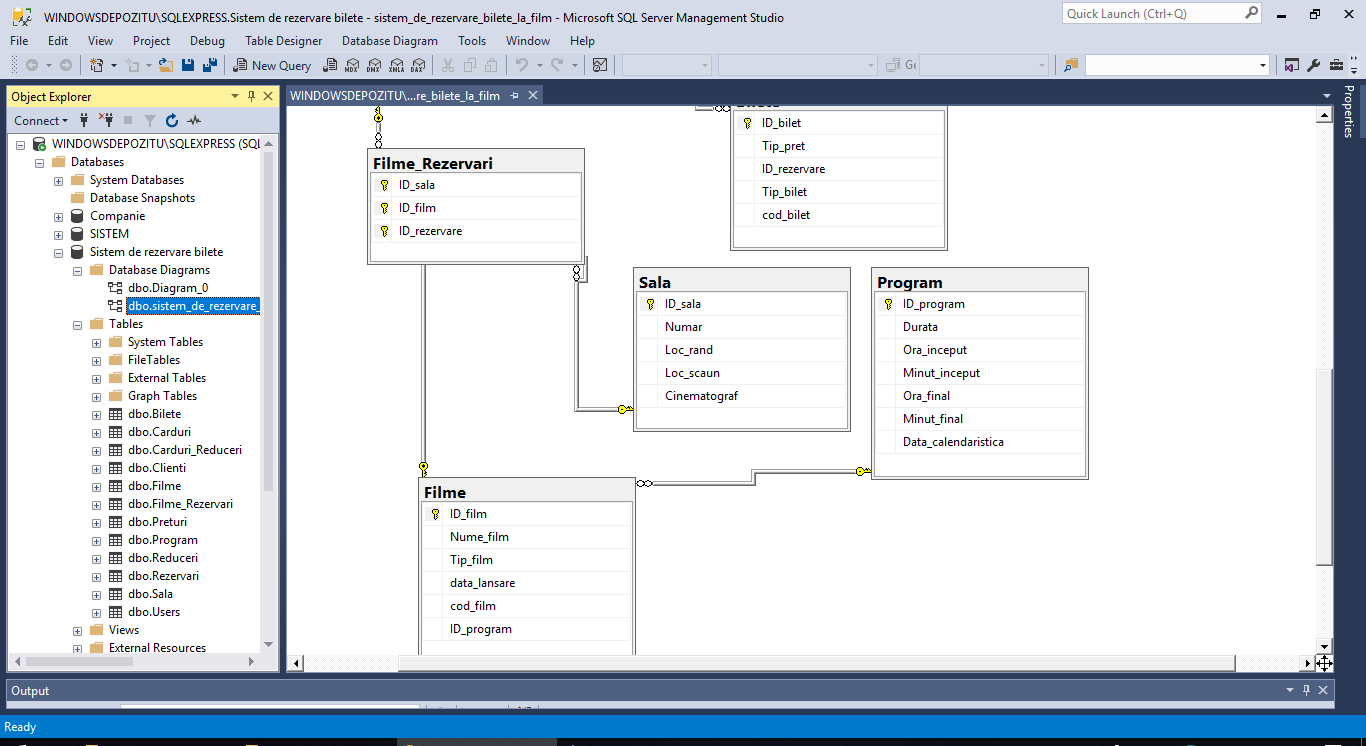 WINDOWSDEPOZITU\SQLEXPRESS.Sistem de rezervare bilete - sistem_de_rezervare_bilete_la_film - Microsoft SQL Server Management Studio
Quick Launch (Ctrl+Q)
File Edit View Project Debug Table Designer Database Diagram Tools Window Help
New Query MDX DMX XMLA DAX Ge
Object Explorer
Connect
WINDOWSDEPOZITU\SQLEXPRESS (SQL
Databases
System Databases
Database Snapshots
Companie
SISTEM
Sistem de rezervare bilete
Database Diagrams
dbo.Diagram_0
dbo.sistem_de_rezervare_
Tables
System Tables
FileTables
External Tables
Graph Tables
dbo.Bilete
dbo.Carduri
dbo.Carduri_Reduceri
dbo.Clienti
dbo.Filme
dbo.Filme_Rezervari
dbo.Preturi
dbo.Program
dbo.Reduceri
dbo.Rezervari
dbo.Sala
dbo.Users
Views
External Resources
WINDOWSDEPOZITU\...re_bilete_la_film
Filme_Rezervari
ID_sala
ID_film
ID_rezervare
ID_bilet
Tip_pret
ID_rezervare
Tip_bilet
cod_bilet
Sala
ID_sala
Numar
Loc_rand
Loc_scaun
Cinematograf
Program
ID_program
Durata
Ora_inceput
Minut_inceput
Ora_final
Minut_final
Data_calendaristica
Filme
ID_film
Nume_film
Tip_film
data_lansare
cod_film
ID_program
Properties
Output
Ready